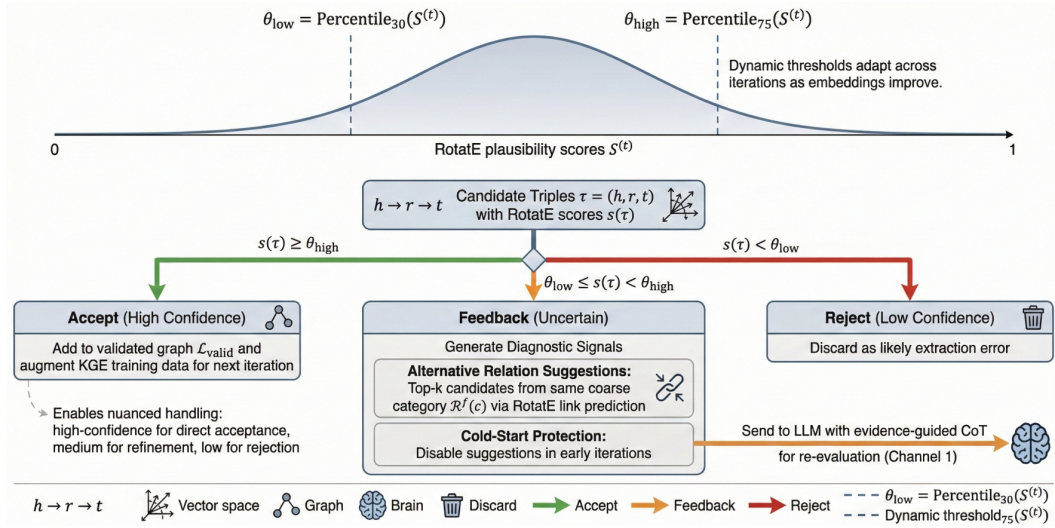 θ_low = Percentile_30(S^(t))
θ_high = Percentile_75(S^(t))
Dynamic thresholds adapt across
iterations as embeddings improve.
0
RotatE plausibility scores S^(t)
1
h → r → t
Candidate Triples τ = (h, r, t)
with RotatE scores s(τ)
s(τ) ≥ θ_high
s(τ) < θ_low
θ_low ≤ s(τ) < θ_high
Accept (High Confidence)
Add to validated graph ℒ_valid and
augment KGE training data for next iteration
Enables nuanced handling:
high-confidence for direct acceptance,
medium for refinement, low for rejection
Feedback (Uncertain)
Generate Diagnostic Signals
Alternative Relation Suggestions:
Top-k candidates from same coarse
category ℛ^f(c) via RotatE link prediction
Cold-Start Protection:
Disable suggestions in early iterations
Reject (Low Confidence)
Discard as likely extraction error
Send to LLM with evidence-guided CoT
for re-evaluation (Channel 1)
h → r → t
Vector space
Graph
Brain
Discard
Accept
Feedback
Reject
θ_low = Percentile_30(S^(t))
Dynamic threshold_75(S^(t))